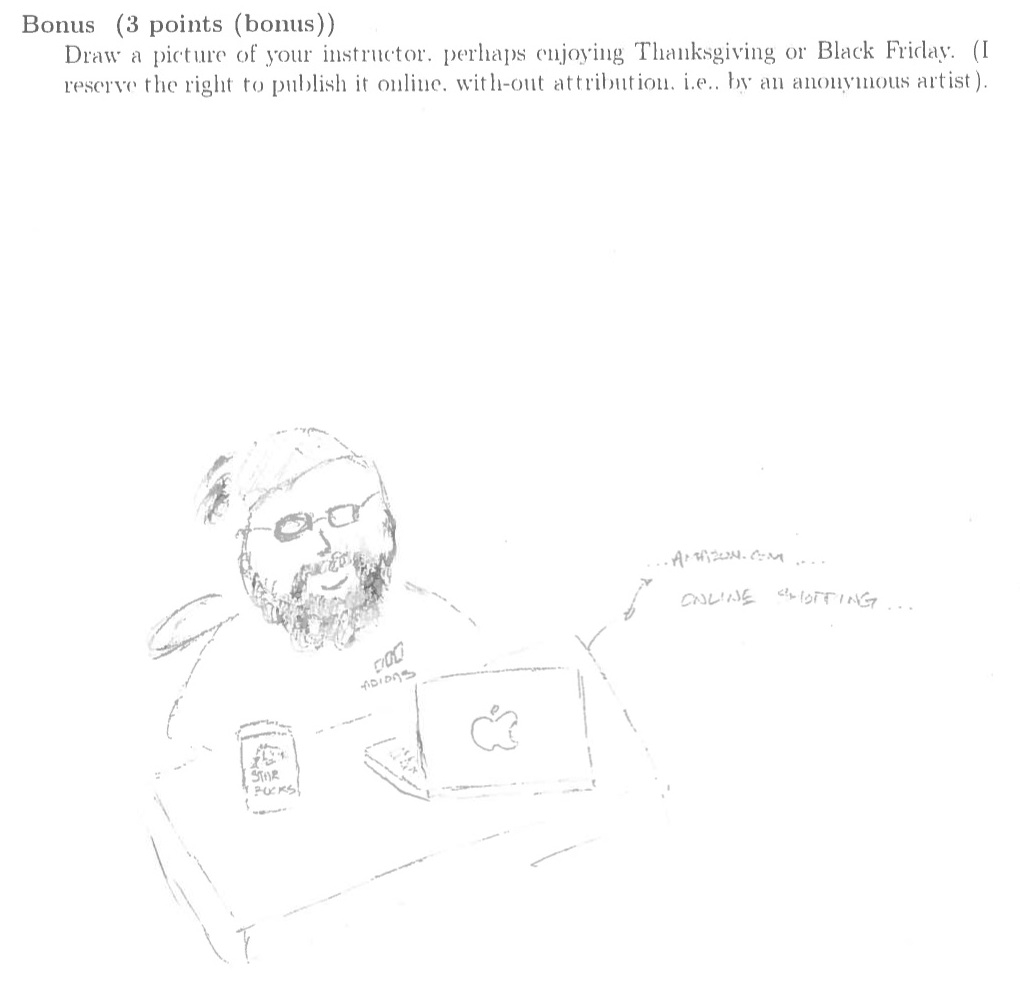 Bonus (3 points (bonus))
Draw a picture of your instructor. perhaps enjoying Thanksgiving or Black Friday. (I
reserve the right to publish it online. with-out attribution. i.e.. by an anonymous artist).
...AMAZON.COM ....
ONLINE SHOPPING ...
ADIDAS
STAR
BUCKS